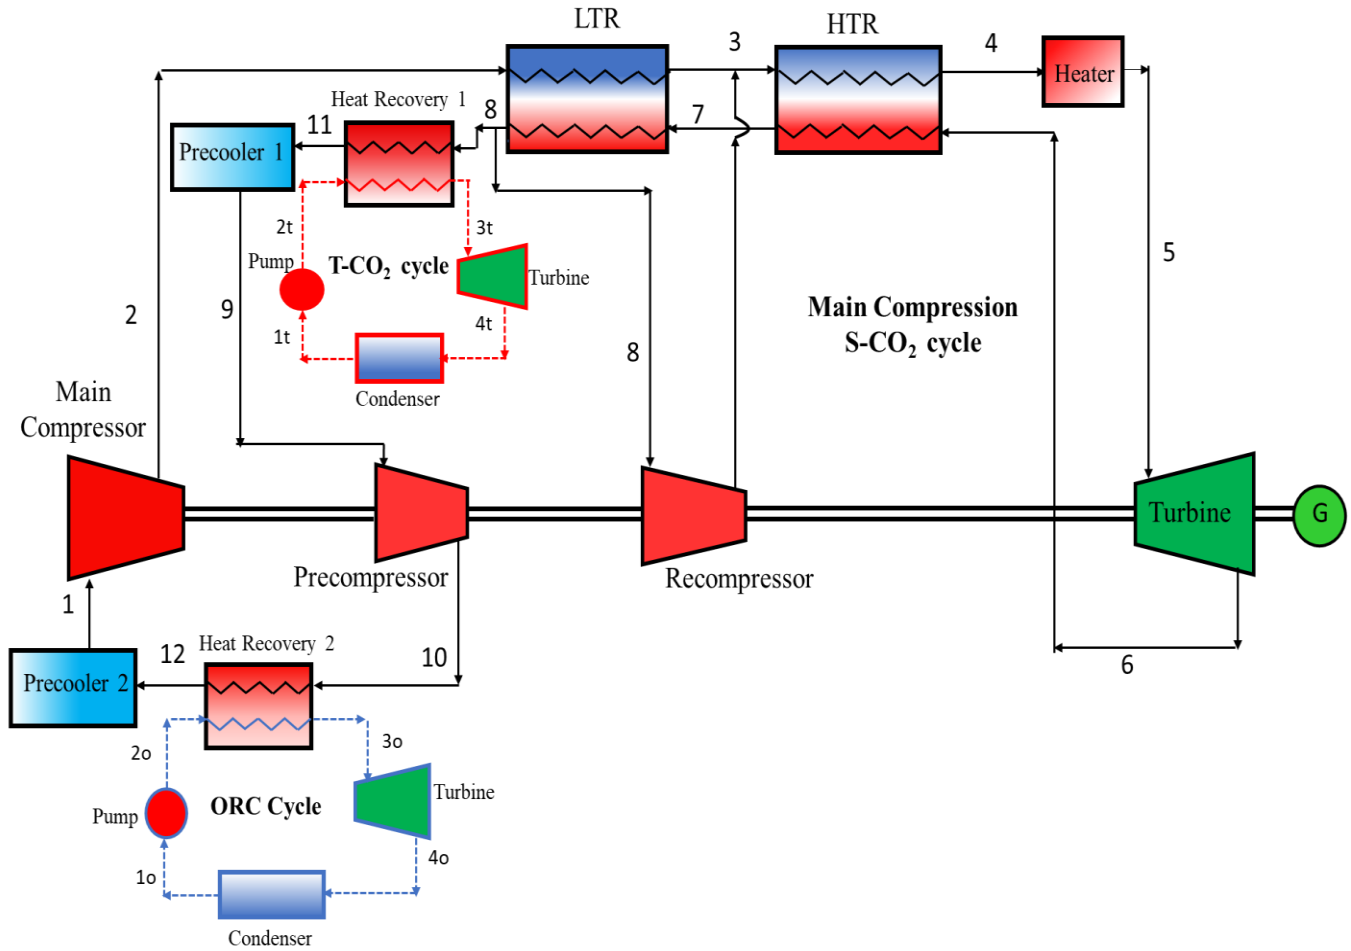 LTR
HTR
3
4
Heater
Heat Recovery 1
8
7
11
Precooler 1
2t
3t
Pump
T-CO₂ cycle
Turbine
5
2
9
1t
4t
8
Main Compression
S-CO₂ cycle
Condenser
Main
Compressor
Turbine
G
Precompressor
Recompressor
1
Heat Recovery 2
12
10
6
Precooler 2
2o
3o
Pump
ORC Cycle
Turbine
1o
4o
Condenser